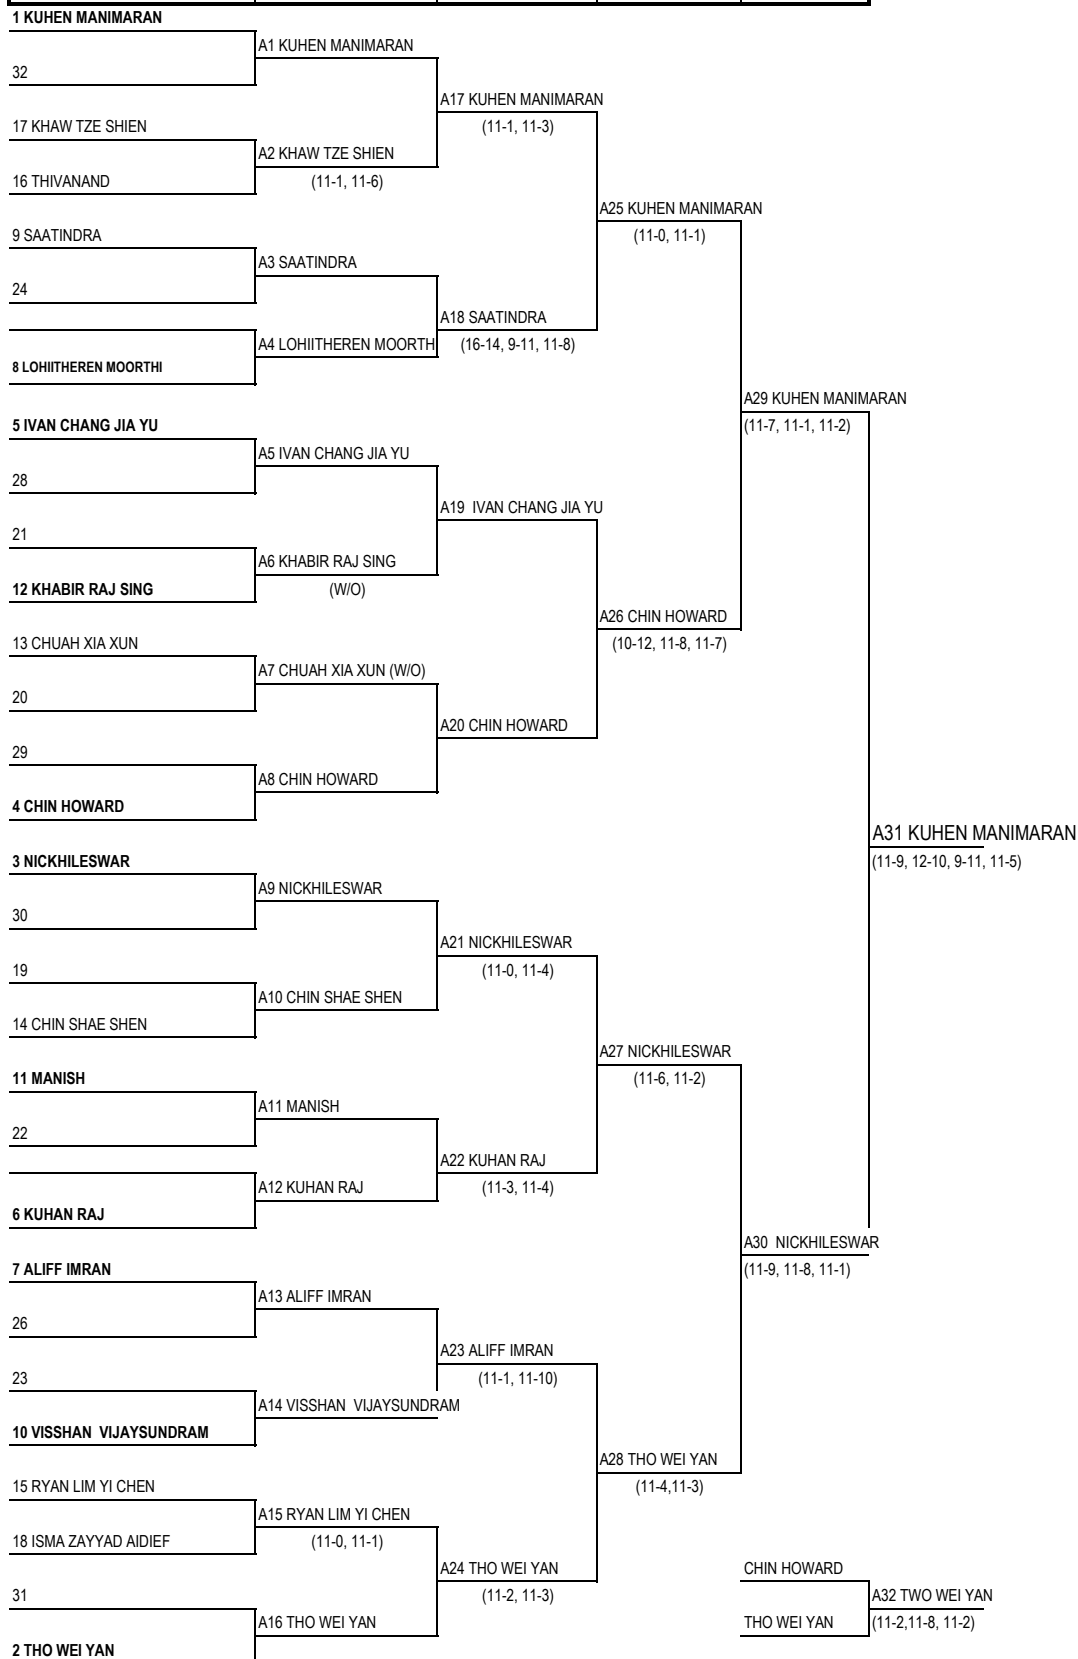 1 KUHEN MANIMARAN
A1 KUHEN MANIMARAN
32
A17 KUHEN MANIMARAN
17 KHAW TZE SHIEN
(11-1, 11-3)
A2 KHAW TZE SHIEN
16 THIVANAND
(11-1, 11-6)
A25 KUHEN MANIMARAN
9 SAATINDRA
(11-0, 11-1)
A3 SAATINDRA
24
A18 SAATINDRA
A4 LOHIITHEREN MOORTH
(16-14, 9-11, 11-8)
8 LOHIITHEREN MOORTHI
A29 KUHEN MANIMARAN
5 IVAN CHANG JIA YU
(11-7, 11-1, 11-2)
A5 IVAN CHANG JIA YU
28
A19  IVAN CHANG JIA YU
21
A6 KHABIR RAJ SING
12 KHABIR RAJ SING
(W/O)
A26 CHIN HOWARD
13 CHUAH XIA XUN
(10-12, 11-8, 11-7)
A7 CHUAH XIA XUN (W/O)
20
A20 CHIN HOWARD
29
A8 CHIN HOWARD
4 CHIN HOWARD
A31 KUHEN MANIMARAN
3 NICKHILESWAR
(11-9, 12-10, 9-11, 11-5)
A9 NICKHILESWAR
30
A21 NICKHILESWAR
19
(11-0, 11-4)
A10 CHIN SHAE SHEN
14 CHIN SHAE SHEN
A27 NICKHILESWAR
11 MANISH
(11-6, 11-2)
A11 MANISH
22
A22 KUHAN RAJ
A12 KUHAN RAJ
(11-3, 11-4)
6 KUHAN RAJ
A30  NICKHILESWAR
7 ALIFF IMRAN
(11-9, 11-8, 11-1)
A13 ALIFF IMRAN
26
A23 ALIFF IMRAN
23
(11-1, 11-10)
A14 VISSHAN  VIJAYSUNDRAM
10 VISSHAN  VIJAYSUNDRAM
A28 THO WEI YAN
15 RYAN LIM YI CHEN
(11-4,11-3)
A15 RYAN LIM YI CHEN
18 ISMA ZAYYAD AIDIEF
(11-0, 11-1)
A24 THO WEI YAN
CHIN HOWARD
31
(11-2, 11-3)
A32 TWO WEI YAN
A16 THO WEI YAN
THO WEI YAN
(11-2,11-8, 11-2)
2 THO WEI YAN